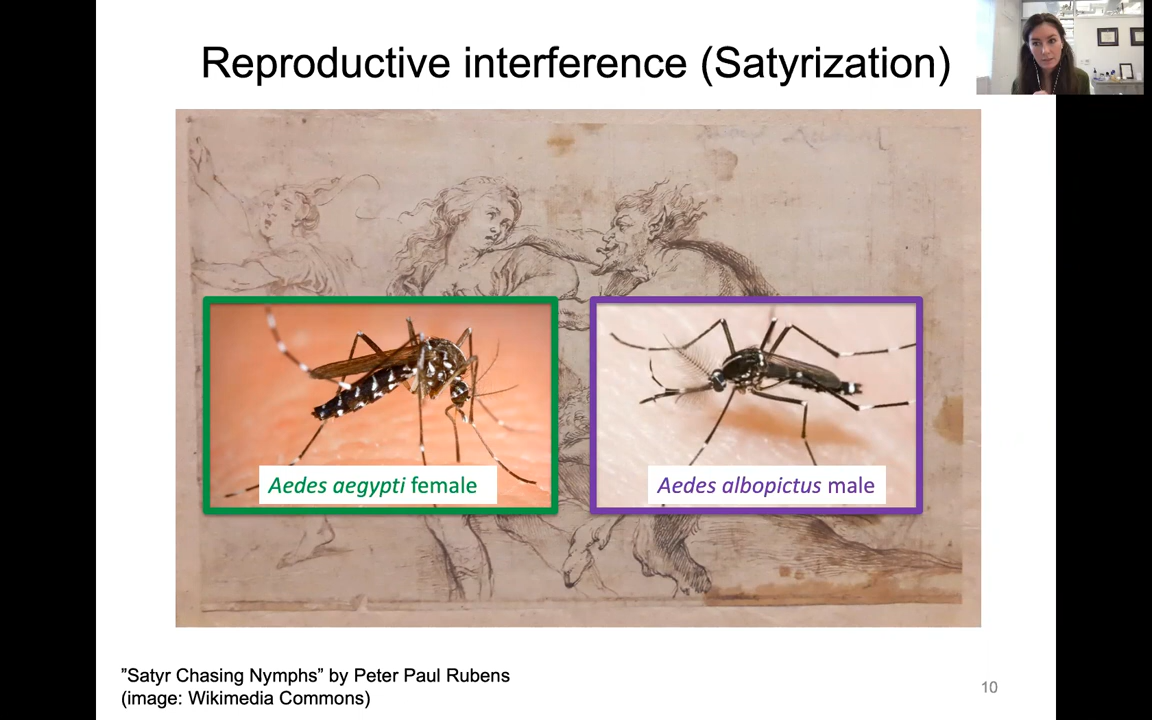 Reproductive interference (Satyrization)
Aedes aegypti female
Aedes albopictus male
”Satyr Chasing Nymphs” by Peter Paul Rubens
(image: Wikimedia Commons)
10